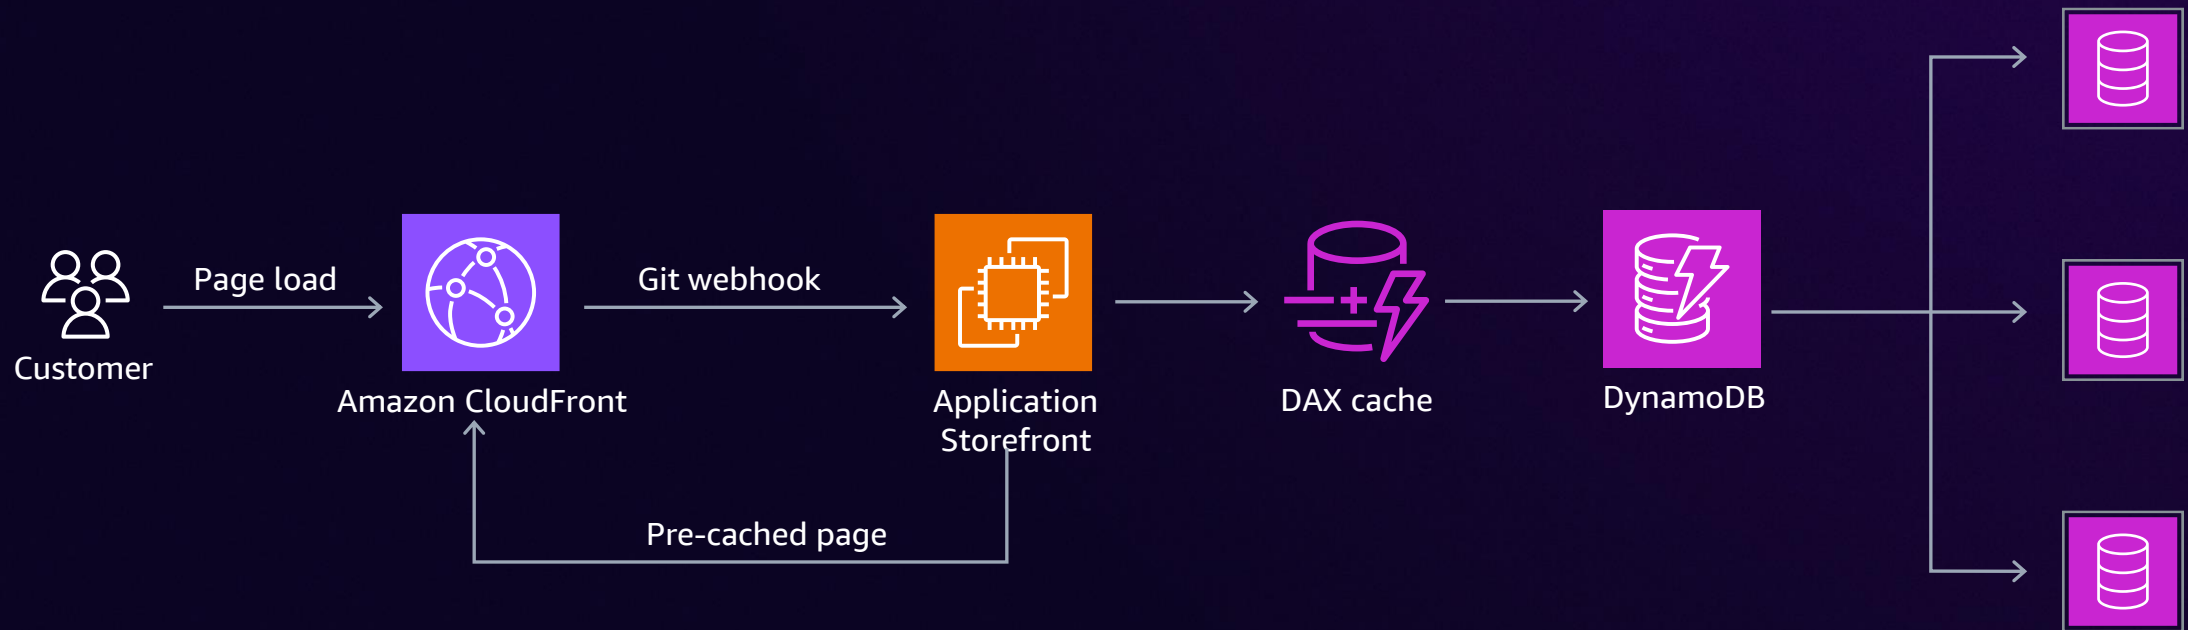 Page load
Git webhook
Customer
Amazon CloudFront
Application
Storefront
DAX cache
DynamoDB
Pre-cached page